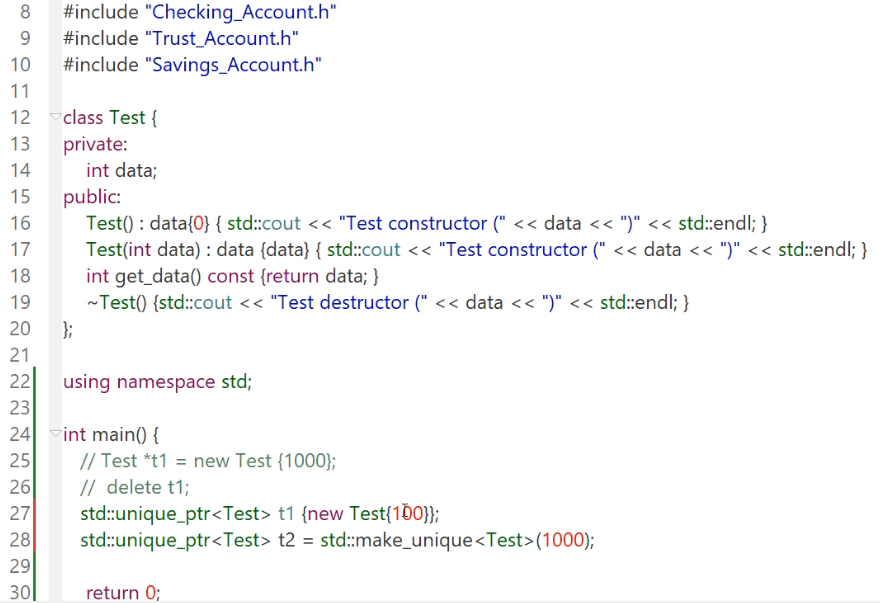 8 #include "Checking_Account.h"
9 #include "Trust_Account.h"
10 #include "Savings_Account.h"
11
12 class Test {
13 private:
14 int data;
15 public:
16 Test() : data{0} { std::cout << "Test constructor (" << data << ")" << std::endl; }
17 Test(int data) : data {data} { std::cout << "Test constructor (" << data << ")" << std::endl; }
18 int get_data() const {return data; }
19 ~Test() {std::cout << "Test destructor (" << data << ")" << std::endl; }
20 };
21
22 using namespace std;
23
24 int main() {
25 // Test *t1 = new Test {1000};
26 // delete t1;
27 std::unique_ptr<Test> t1 {new Test{100}};
28 std::unique_ptr<Test> t2 = std::make_unique<Test>(1000);
29
30 return 0;